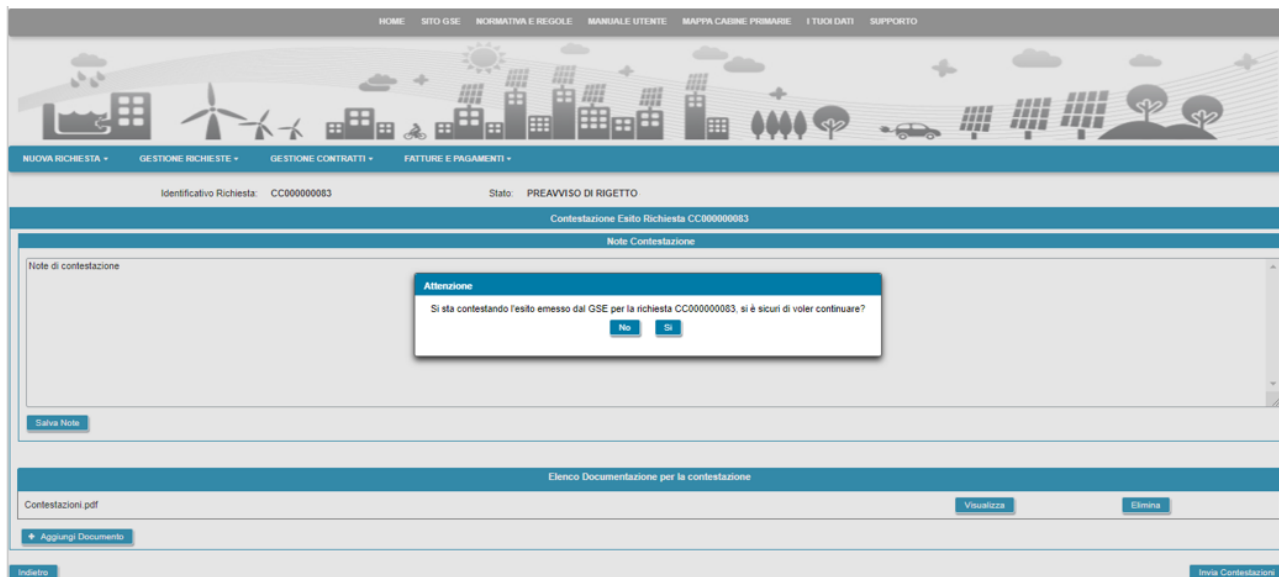 HOME SITO GSE NORMATIVA E REGOLE MANUALE UTENTE MAPPA CABINE PRIMARIE I TUOI DATI SUPPORTO
NUOVA RICHIESTA GESTIONE RICHIESTE GESTIONE CONTRATTI FATTURE E PAGAMENTI
Identificativo Richiesta: CC000000083 Stato: PREAVVISO DI RIGETTO
Contestazione Esito Richiesta CC000000083
Note Contestazione
Note di contestazione
Attenzione
Si sta contestando l'esito emesso dal GSE per la richiesta CC000000083, si è sicuri di voler continuare?
No Si
Salva Note
Elenco Documentazione per la contestazione
Contestazioni.pdf Visualizza Elimina
+ Aggiungi Documento
Indietro Invia Contestazioni